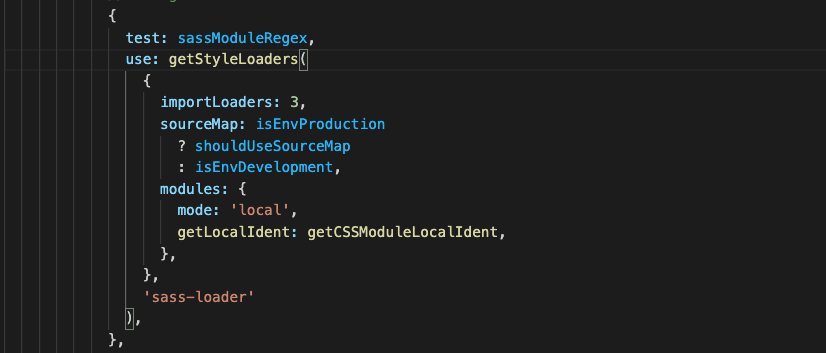 {
test: sassModuleRegex,
use: getStyleLoaders(
{
importLoaders: 3,
sourceMap: isEnvProduction
? shouldUseSourceMap
: isEnvDevelopment,
modules: {
mode: 'local',
getLocalIdent: getCSSModuleLocalIdent,
},
},
'sass-loader'
),
},